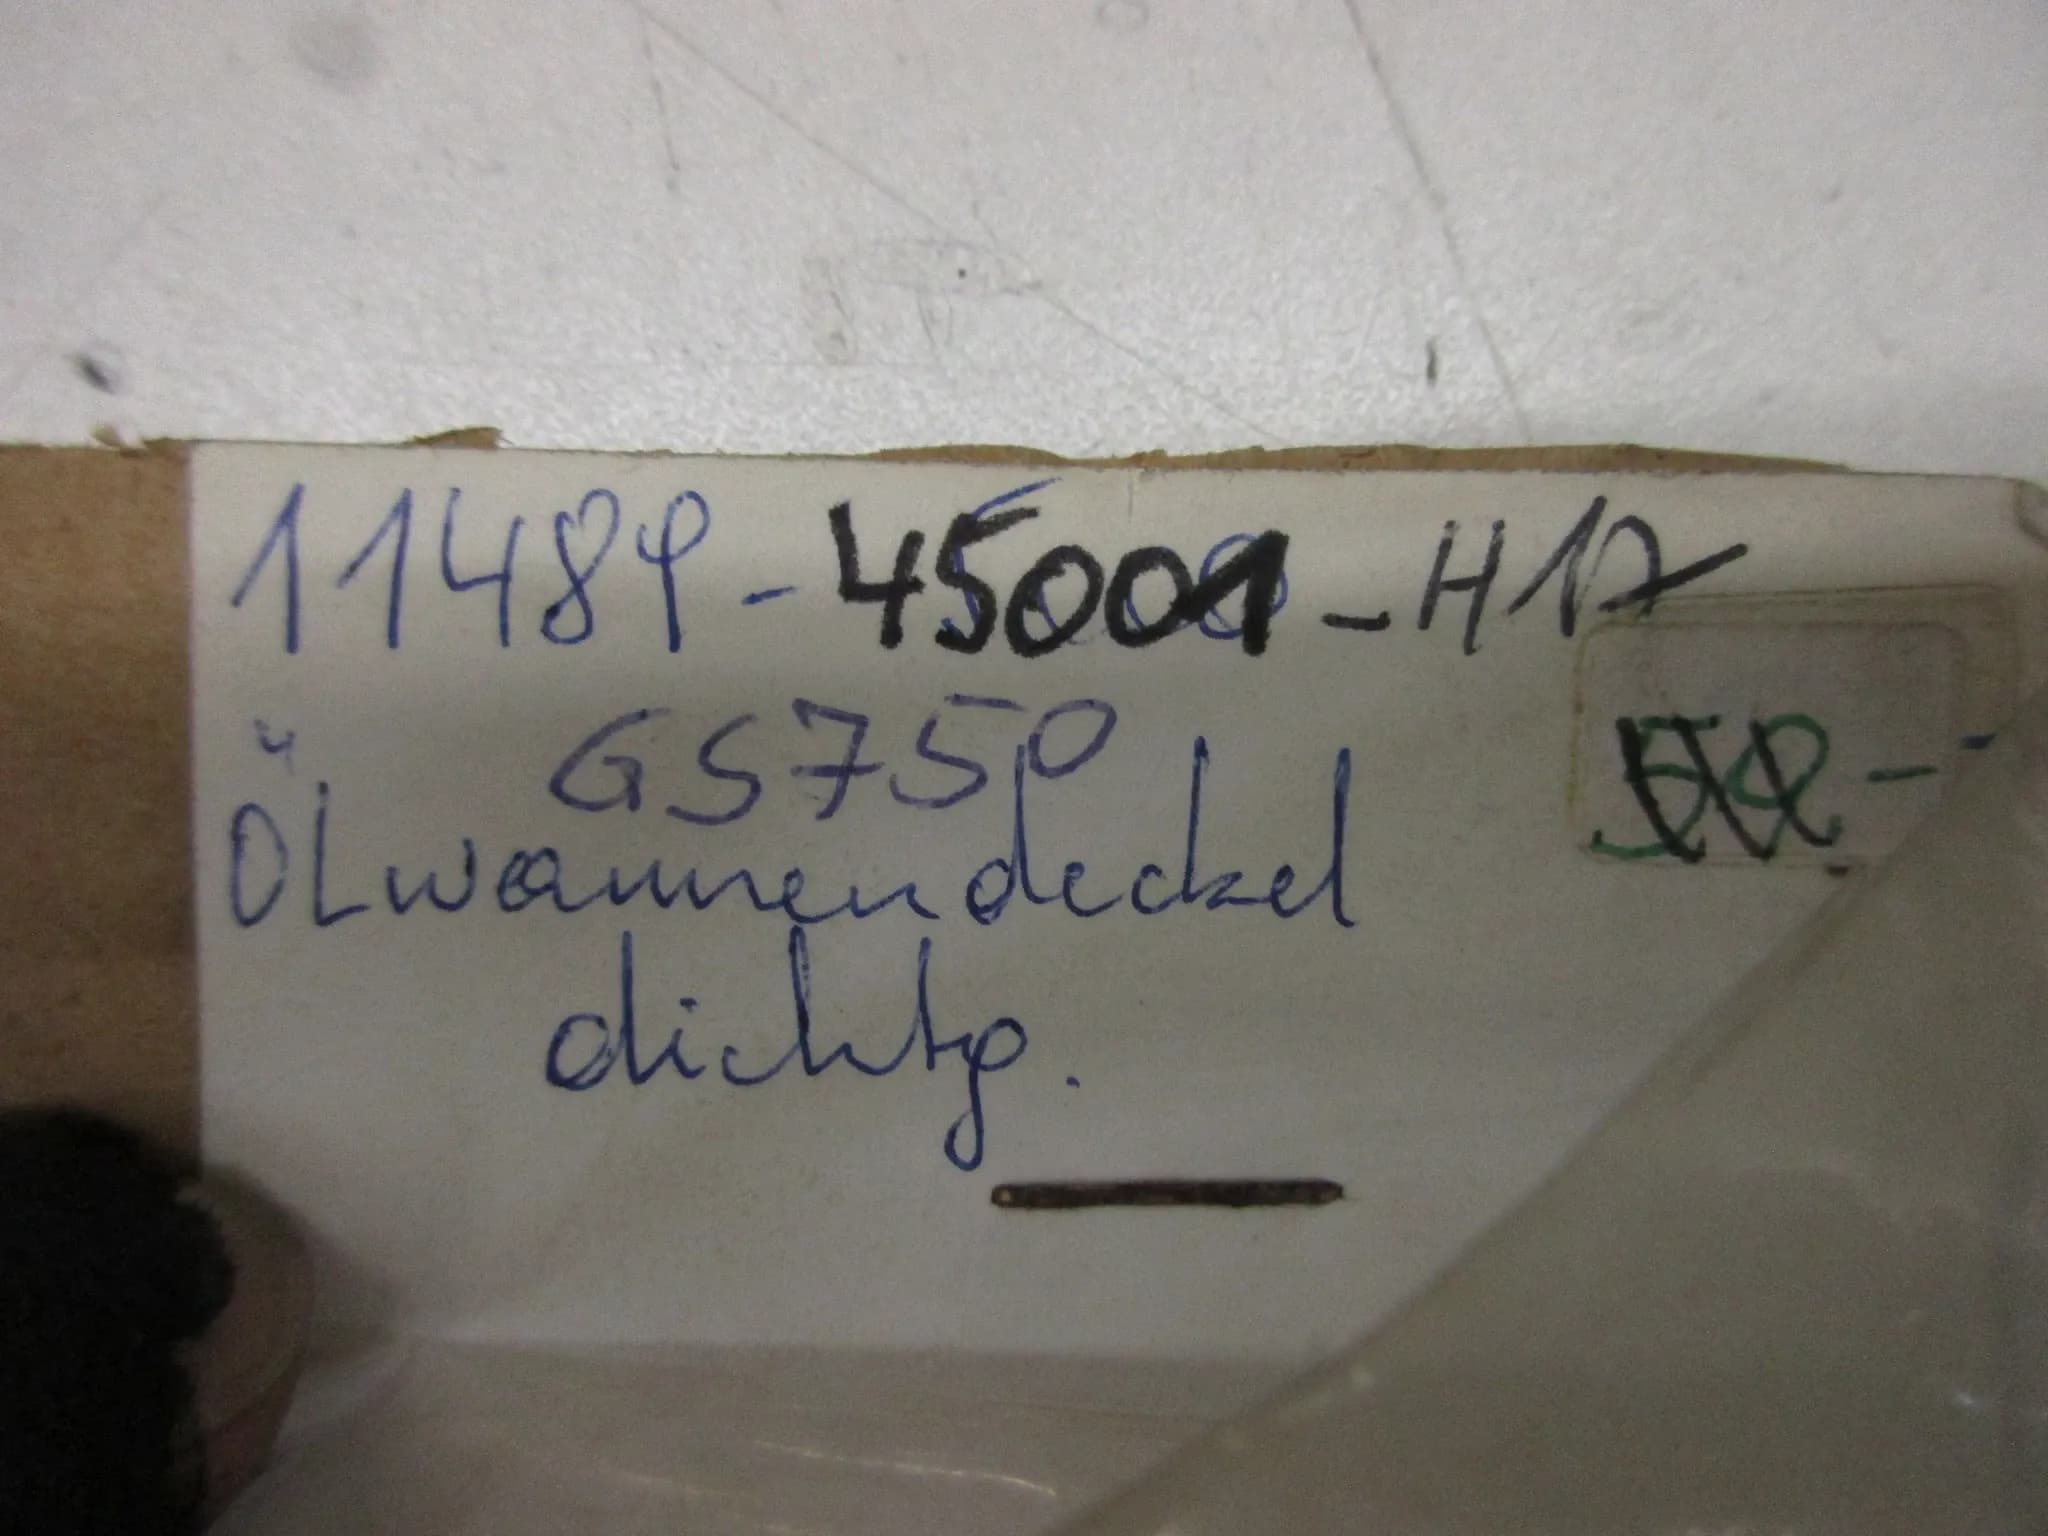 11489-45001-H17
GS750
ÖLwannendeckel
dichtg.